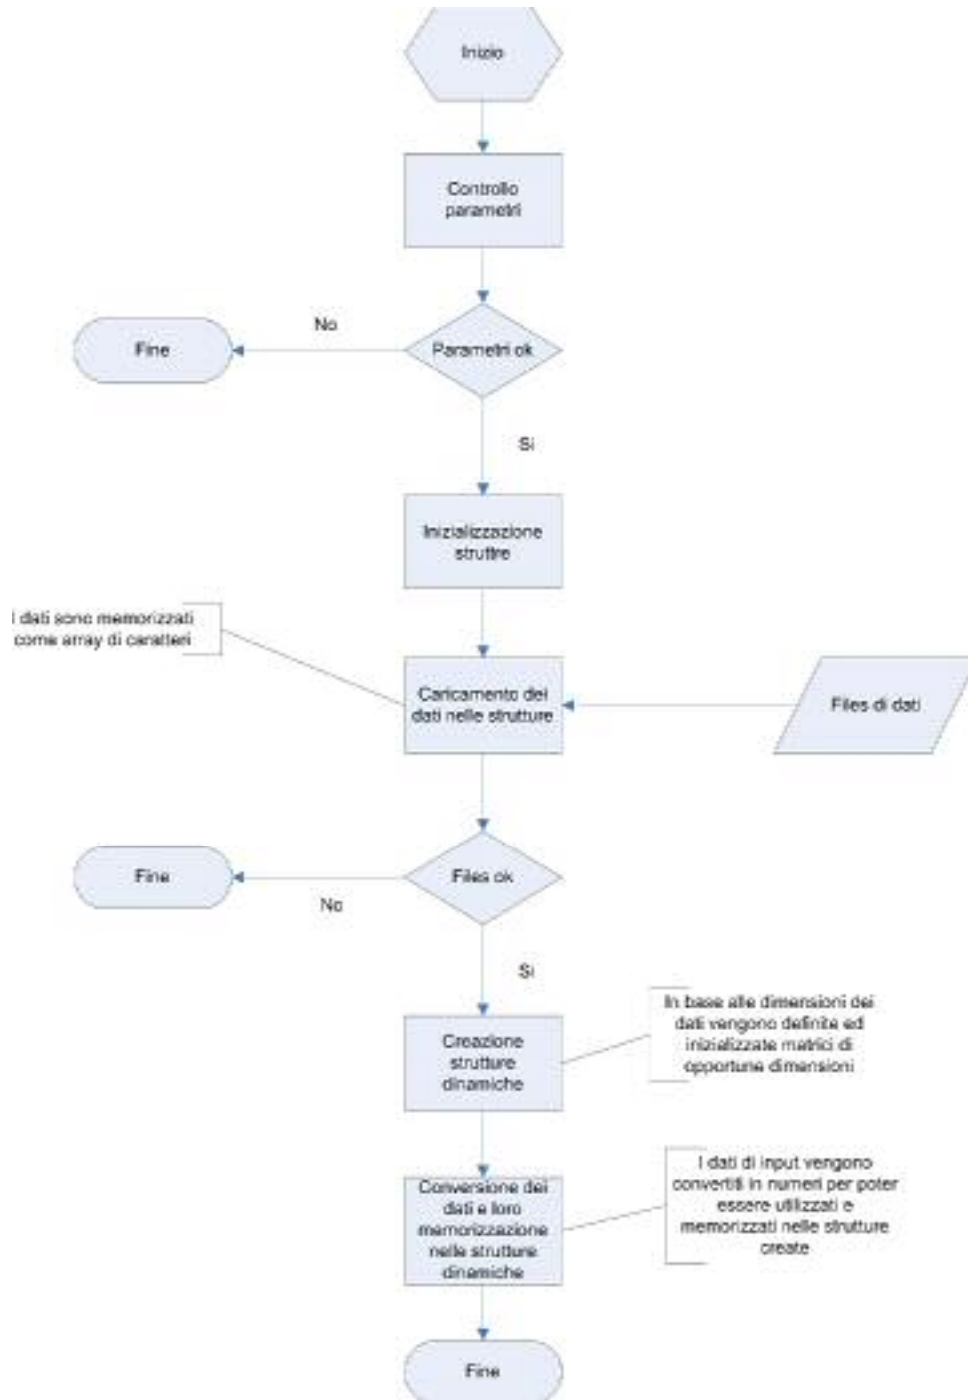 Inizio
Controllo
parametri
No
Fine
Parametri ok
Si
Inizializzazione
struttre
I dati sono memorizzati
come array di caratteri
Caricamento dei
dati nelle strutture
Files di dati
Fine
Files ok
No
Si
Creazione
strutture
dinamiche
In base alle dimensioni dei
dati vengono definite ed
inizializzate matrici di
opportune dimensioni
Conversione dei
dati e loro
memorizzazione
nelle strutture
dinamiche
I dati di input vengono
convertiti in numeri per poter
essere utilizzati e
memorizzati nelle strutture
create
Fine